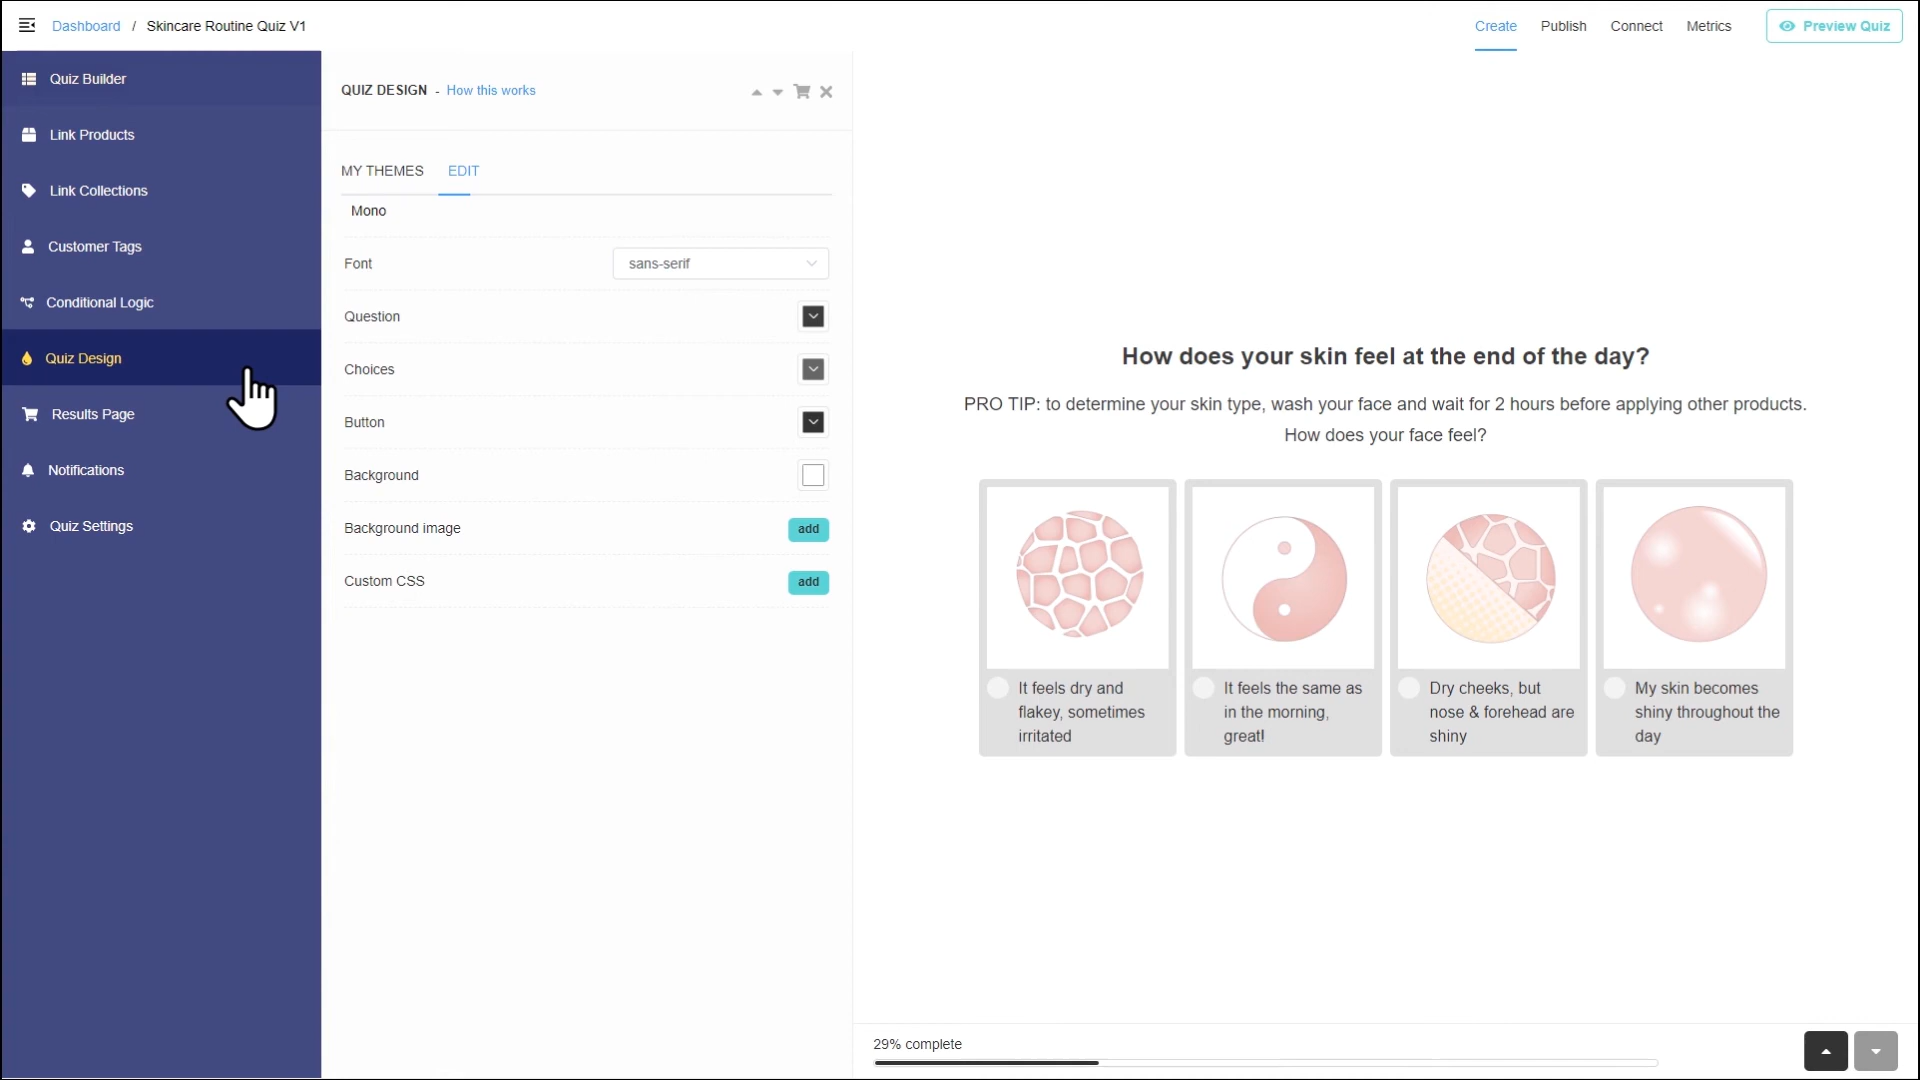 Dashboard / Skincare Routine Quiz V1
Create
Publish
Connect
Metrics
Preview Quiz
Quiz Builder
Link Products
Link Collections
Customer Tags
Conditional Logic
Quiz Design
Results Page
Notifications
Quiz Settings
QUIZ DESIGN - How this works
MY THEMES
EDIT
Mono
Font
sans-serif
Question
Choices
Button
Background
Background image
add
Custom CSS
add
How does your skin feel at the end of the day?
PRO TIP: to determine your skin type, wash your face and wait for 2 hours before applying other products.
How does your face feel?
It feels dry and
flakey, sometimes
irritated
It feels the same as
in the morning,
great!
Dry cheeks, but
nose & forehead are
shiny
My skin becomes
shiny throughout the
day
29% complete